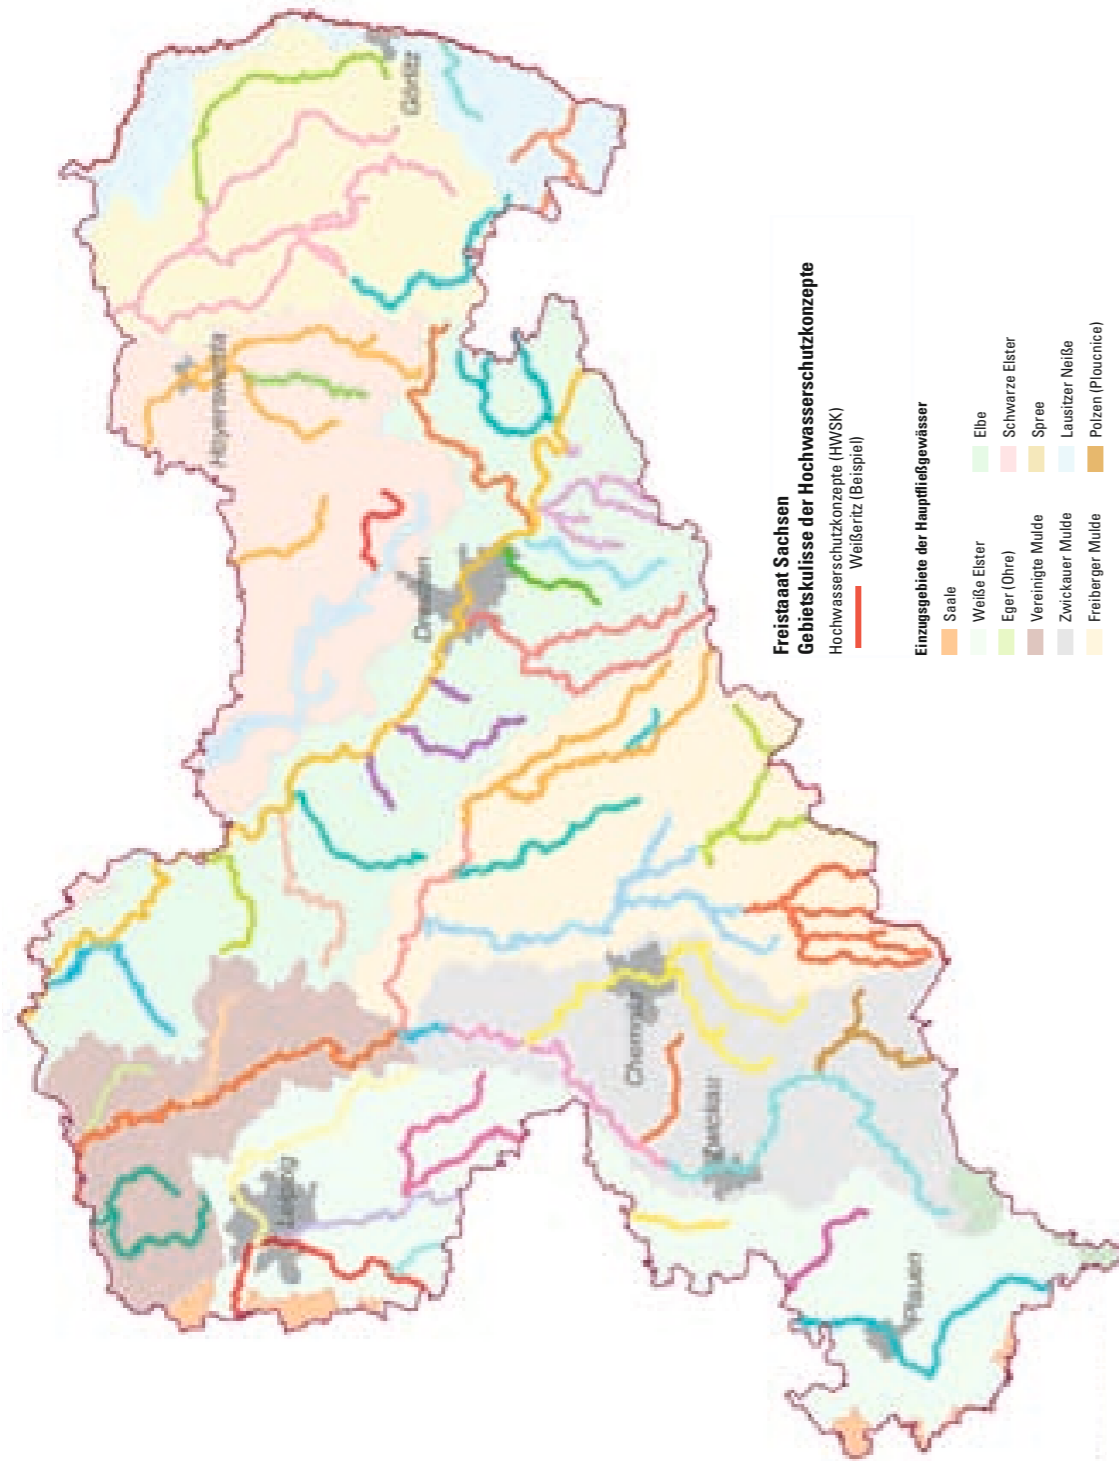 Görlitz
Hoyerswerda
Dresden
Chemnitz
Zwickau
Leipzig
Plauen
Freistaaat Sachsen
Gebietskulisse der Hochwasserschutzkonzepte
Hochwasserschutzkonzepte (HWSK)
Weißeritz (Beispiel)
Einzugsgebiete der Hauptfließgewässer
Saale
Weiße Elster
Eger (Ohre)
Vereinigte Mulde
Zwickauer Mulde
Freiberger Mulde
Elbe
Schwarze Elster
Spree
Lausitzer Neiße
Polzen (Ploucnice)